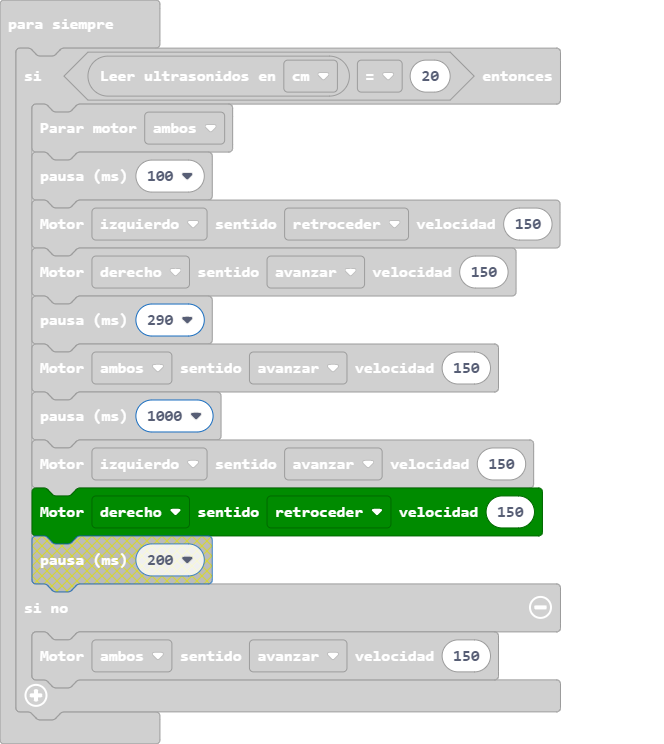 para siempre
si Leer ultrasonidos en cm = 20 entonces
Parar motor ambos
pausa (ms) 100
Motor izquierdo sentido retroceder velocidad 150
Motor derecho sentido avanzar velocidad 150
pausa (ms) 290
Motor ambos sentido avanzar velocidad 150
pausa (ms) 1000
Motor izquierdo sentido avanzar velocidad 150
Motor derecho sentido retroceder velocidad 150
pausa (ms) 200
si no
Motor ambos sentido avanzar velocidad 150